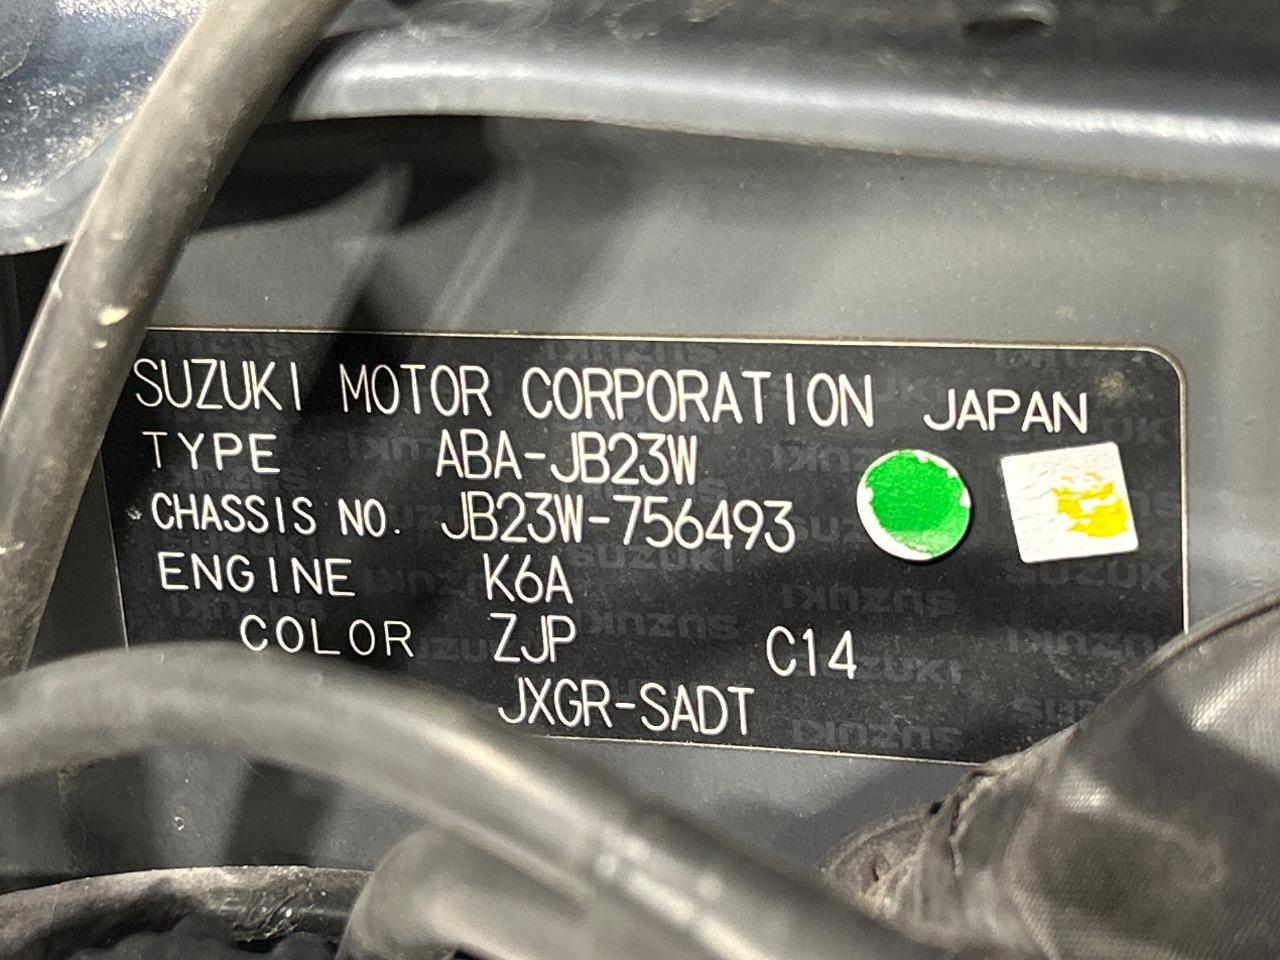 SUZUKI MOTOR CORPORATION JAPAN
TYPE ABA-JB23W
CHASSIS NO. JB23W-756493
ENGINE K6A
COLOR ZJP C14
JXGR-SADT